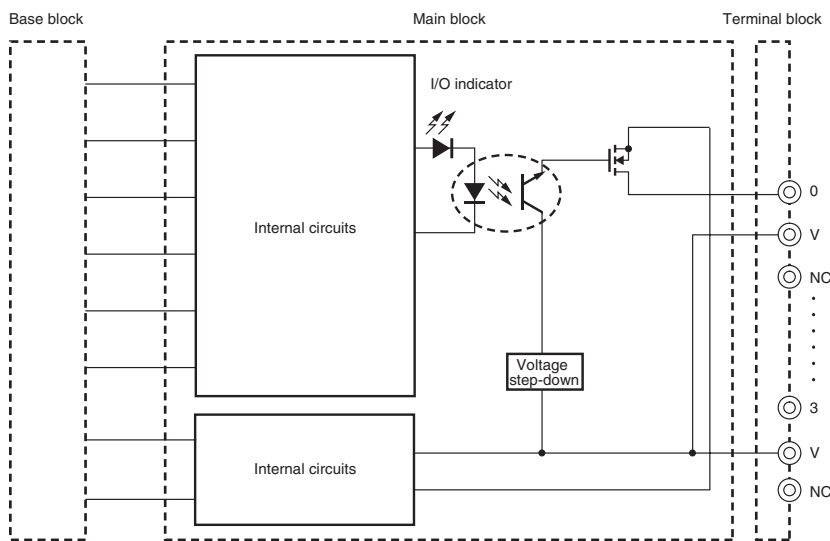 Base block
Main block
Terminal block
I/O indicator
Internal circuits
0
V
NC
Voltage
step-down
3
Internal circuits
V
NC